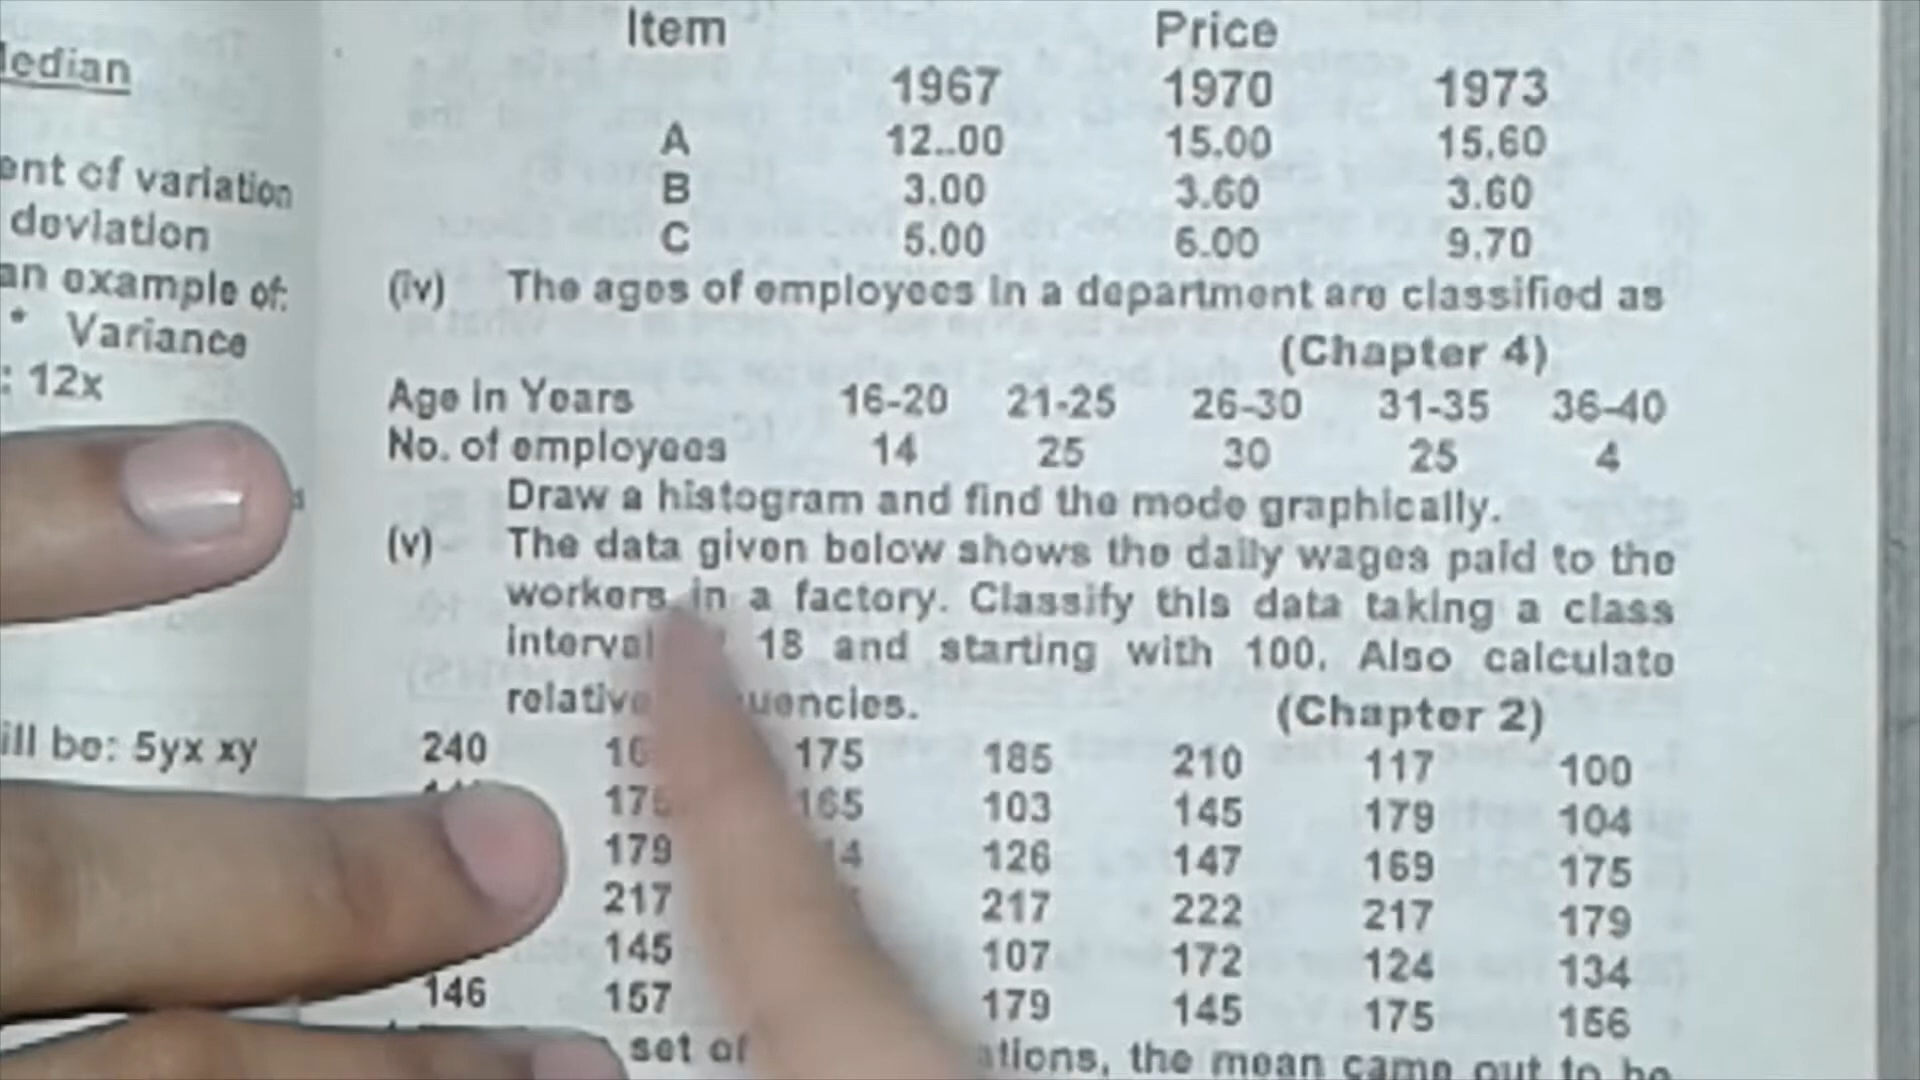 Median
ent of variation
deviation
an example of:
* Variance
: 12x
ill be: 5yx xy
Item Price
1967 1970 1973
A 12..00 15.00 15.60
B 3.00 3.60 3.60
C 5.00 6.00 9.70
(iv) The ages of employees in a department are classified as
(Chapter 4)
Age in Years 16-20 21-25 26-30 31-35 36-40
No. of employees 14 25 30 25 4
Draw a histogram and find the mode graphically.
(v) The data given below shows the daily wages paid to the
workers in a factory. Classify this data taking a class
interval 18 and starting with 100. Also calculate
relative uencies. (Chapter 2)
240 175 185 210 117 100
175 165 103 145 179 104
179 126 147 169 175
217 217 222 217 179
145 107 172 124 134
146 157 179 145 175 156
set of ations, the mean came out to be